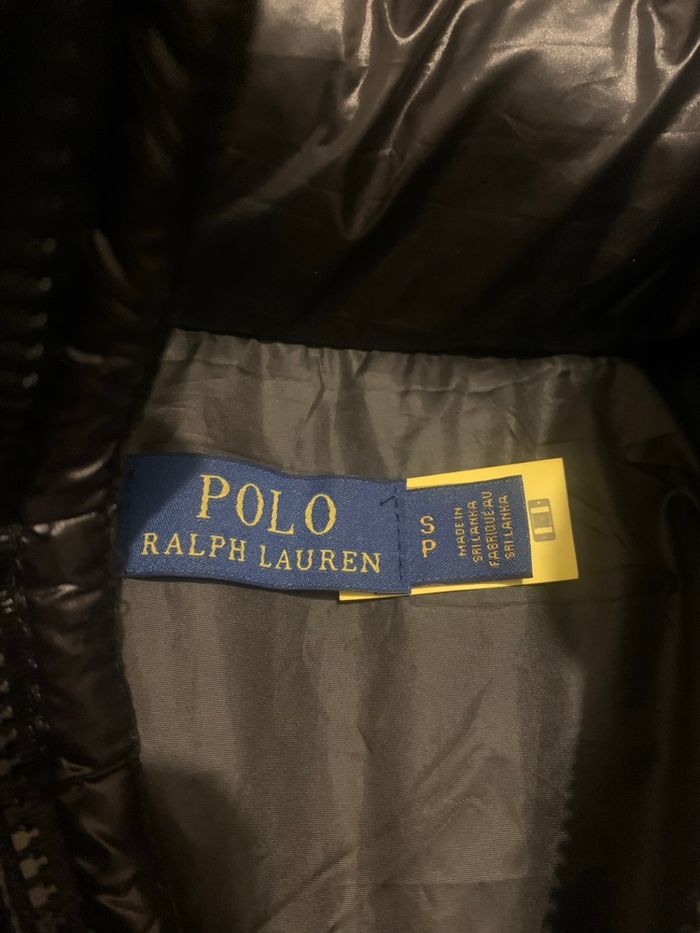 POLO
RALPH LAUREN
S
P
MADE IN
SRI LANKA
FABRIQUÉ AU
SRI LANKA